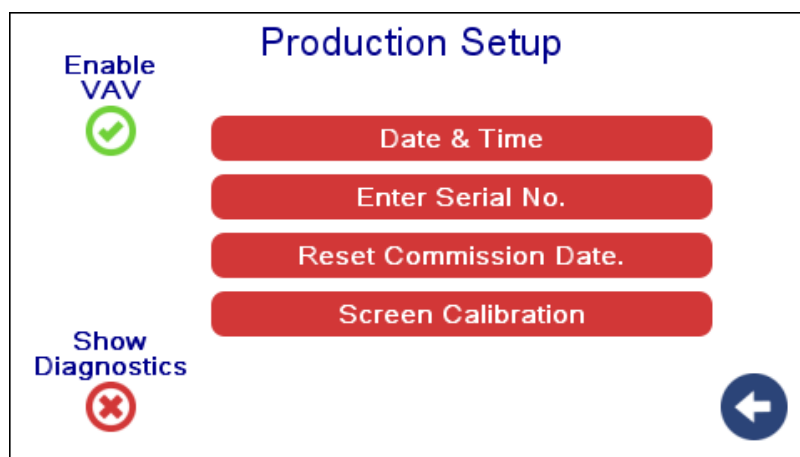 Production Setup
Enable
VAV
Date & Time
Enter Serial No.
Reset Commission Date.
Screen Calibration
Show
Diagnostics